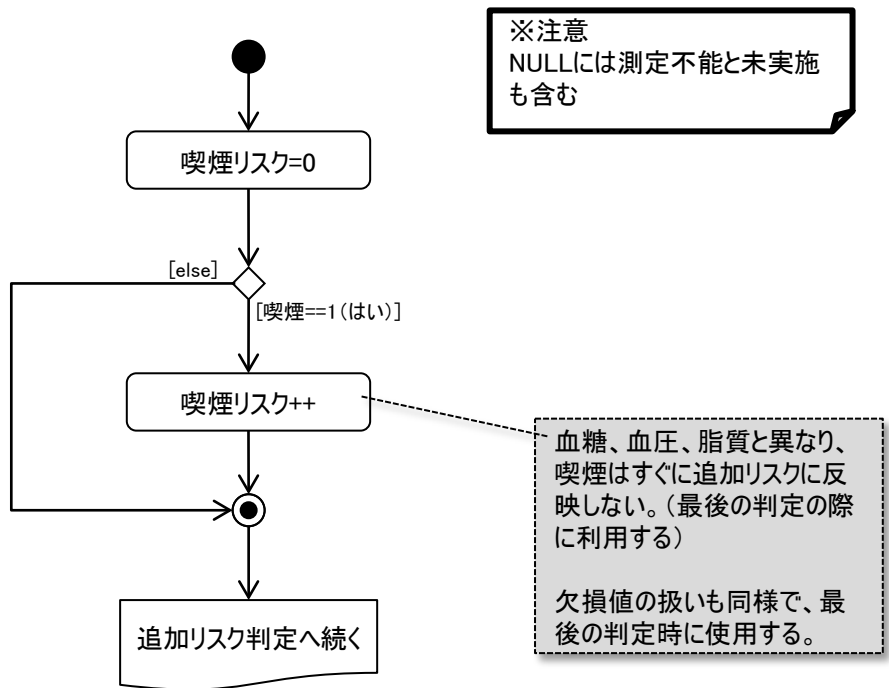 ※注意
NULLには測定不能と未実施
も含む
喫煙リスク=0
[else]
[喫煙==1(はい)]
喫煙リスク++
血糖、血圧、脂質と異なり、
喫煙はすぐに追加リスクに反
映しない。(最後の判定の際
に利用する)
欠損値の扱いも同様で、最
後の判定時に使用する。
追加リスク判定へ続く